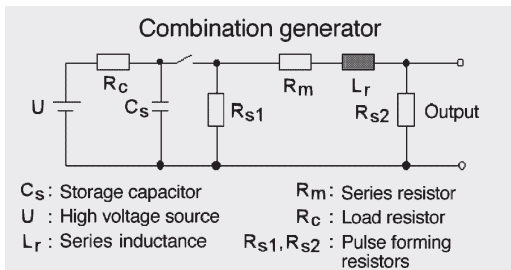 Combination generator
Rc
Rm
Lr
U
Cs
Rs1
Rs2
Output
Cs: Storage capacitor
U : High voltage source
Lr : Series inductance
Rm: Series resistor
Rc : Load resistor
Rs1,Rs2 : Pulse forming
resistors